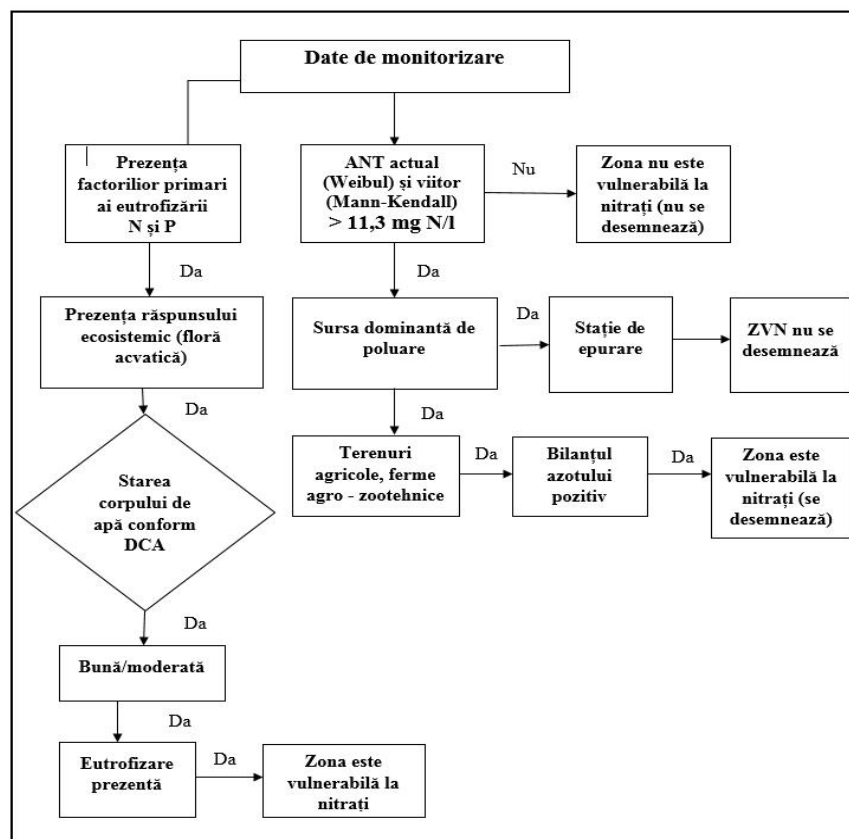 Date de monitorizare
Prezența
factorilior primari
ai eutrofizării
N și P
ANT actual
(Weibul) și viitor
(Mann-Kendall)
> 11,3 mg N/l
Nu
Zona nu este
vulnerabilă la
nitrați (nu se
desemnează)
Da
Da
Prezența răspunsului
ecosistemic (floră
acvatică)
Sursa dominantă de
poluare
Da
Stație de
epurare
ZVN nu se
desemnează
Da
Da
Starea
corpului de
apă conform
DCA
Terenuri
agricole, ferme
agro - zootehnice
Da
Bilanțul
azotului
pozitiv
Da
Zona este
vulnerabilă la
nitrați (se
desemnează)
Da
Bună/moderată
Da
Eutrofizare
prezentă
Da
Zona este
vulnerabilă la
nitrați